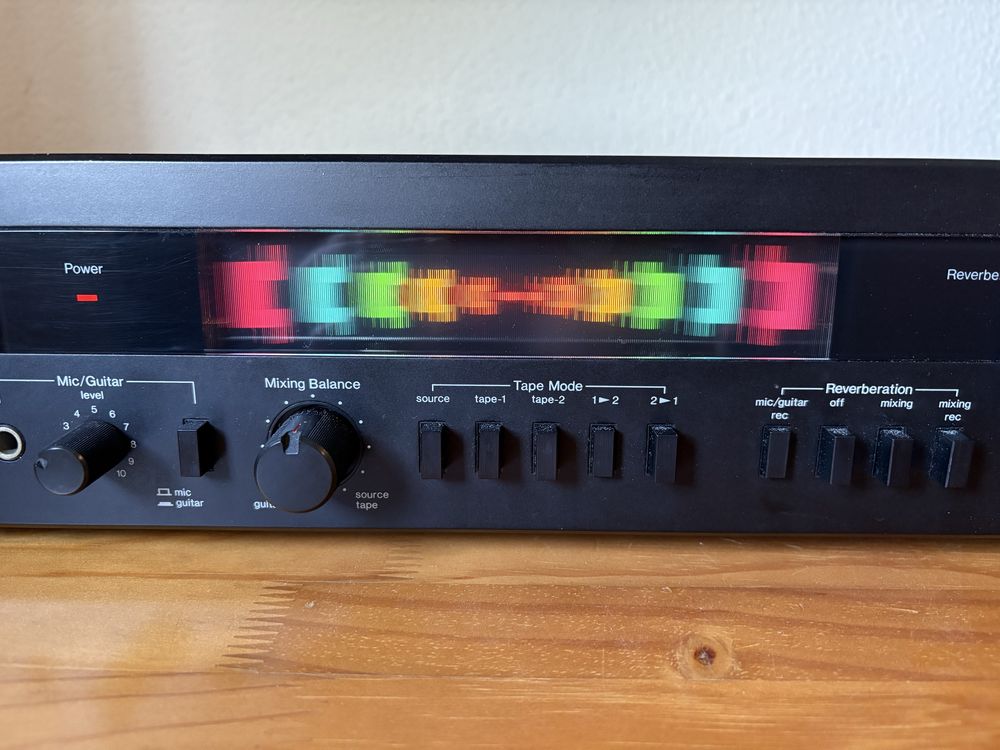 Power
Reverbe
Mic/Guitar
level
3
4
5
6
7
8
9
10
mic
guitar
Mixing Balance
guit
source
tape
Tape Mode
source
tape-1
tape-2
1►2
2►1
Reverberation
mic/guitar
rec
off
mixing
mixing
rec